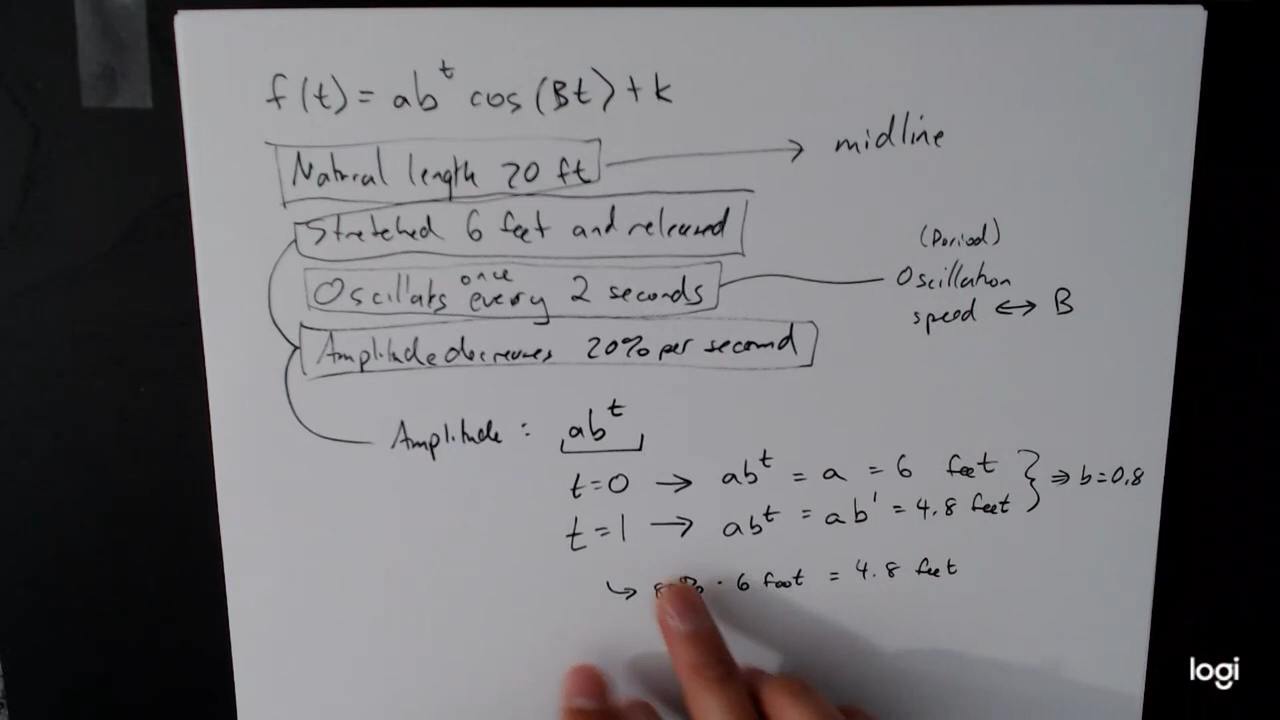 f(t) = ab^t cos(Bt) + k
Natural length 20 ft → midline
Stretched 6 feet and released
Oscillats once every 2 seconds
(Period)
Oscillation
speed ↔ B
Amplitude decreases 20% per second
Amplitude : ab^t
t=0 → ab^t = a = 6 feet
t=1 → ab^t = ab^1 = 4.8 feet
} ⇒ b=0.8
↳ % · 6 foot = 4.8 feet
logi